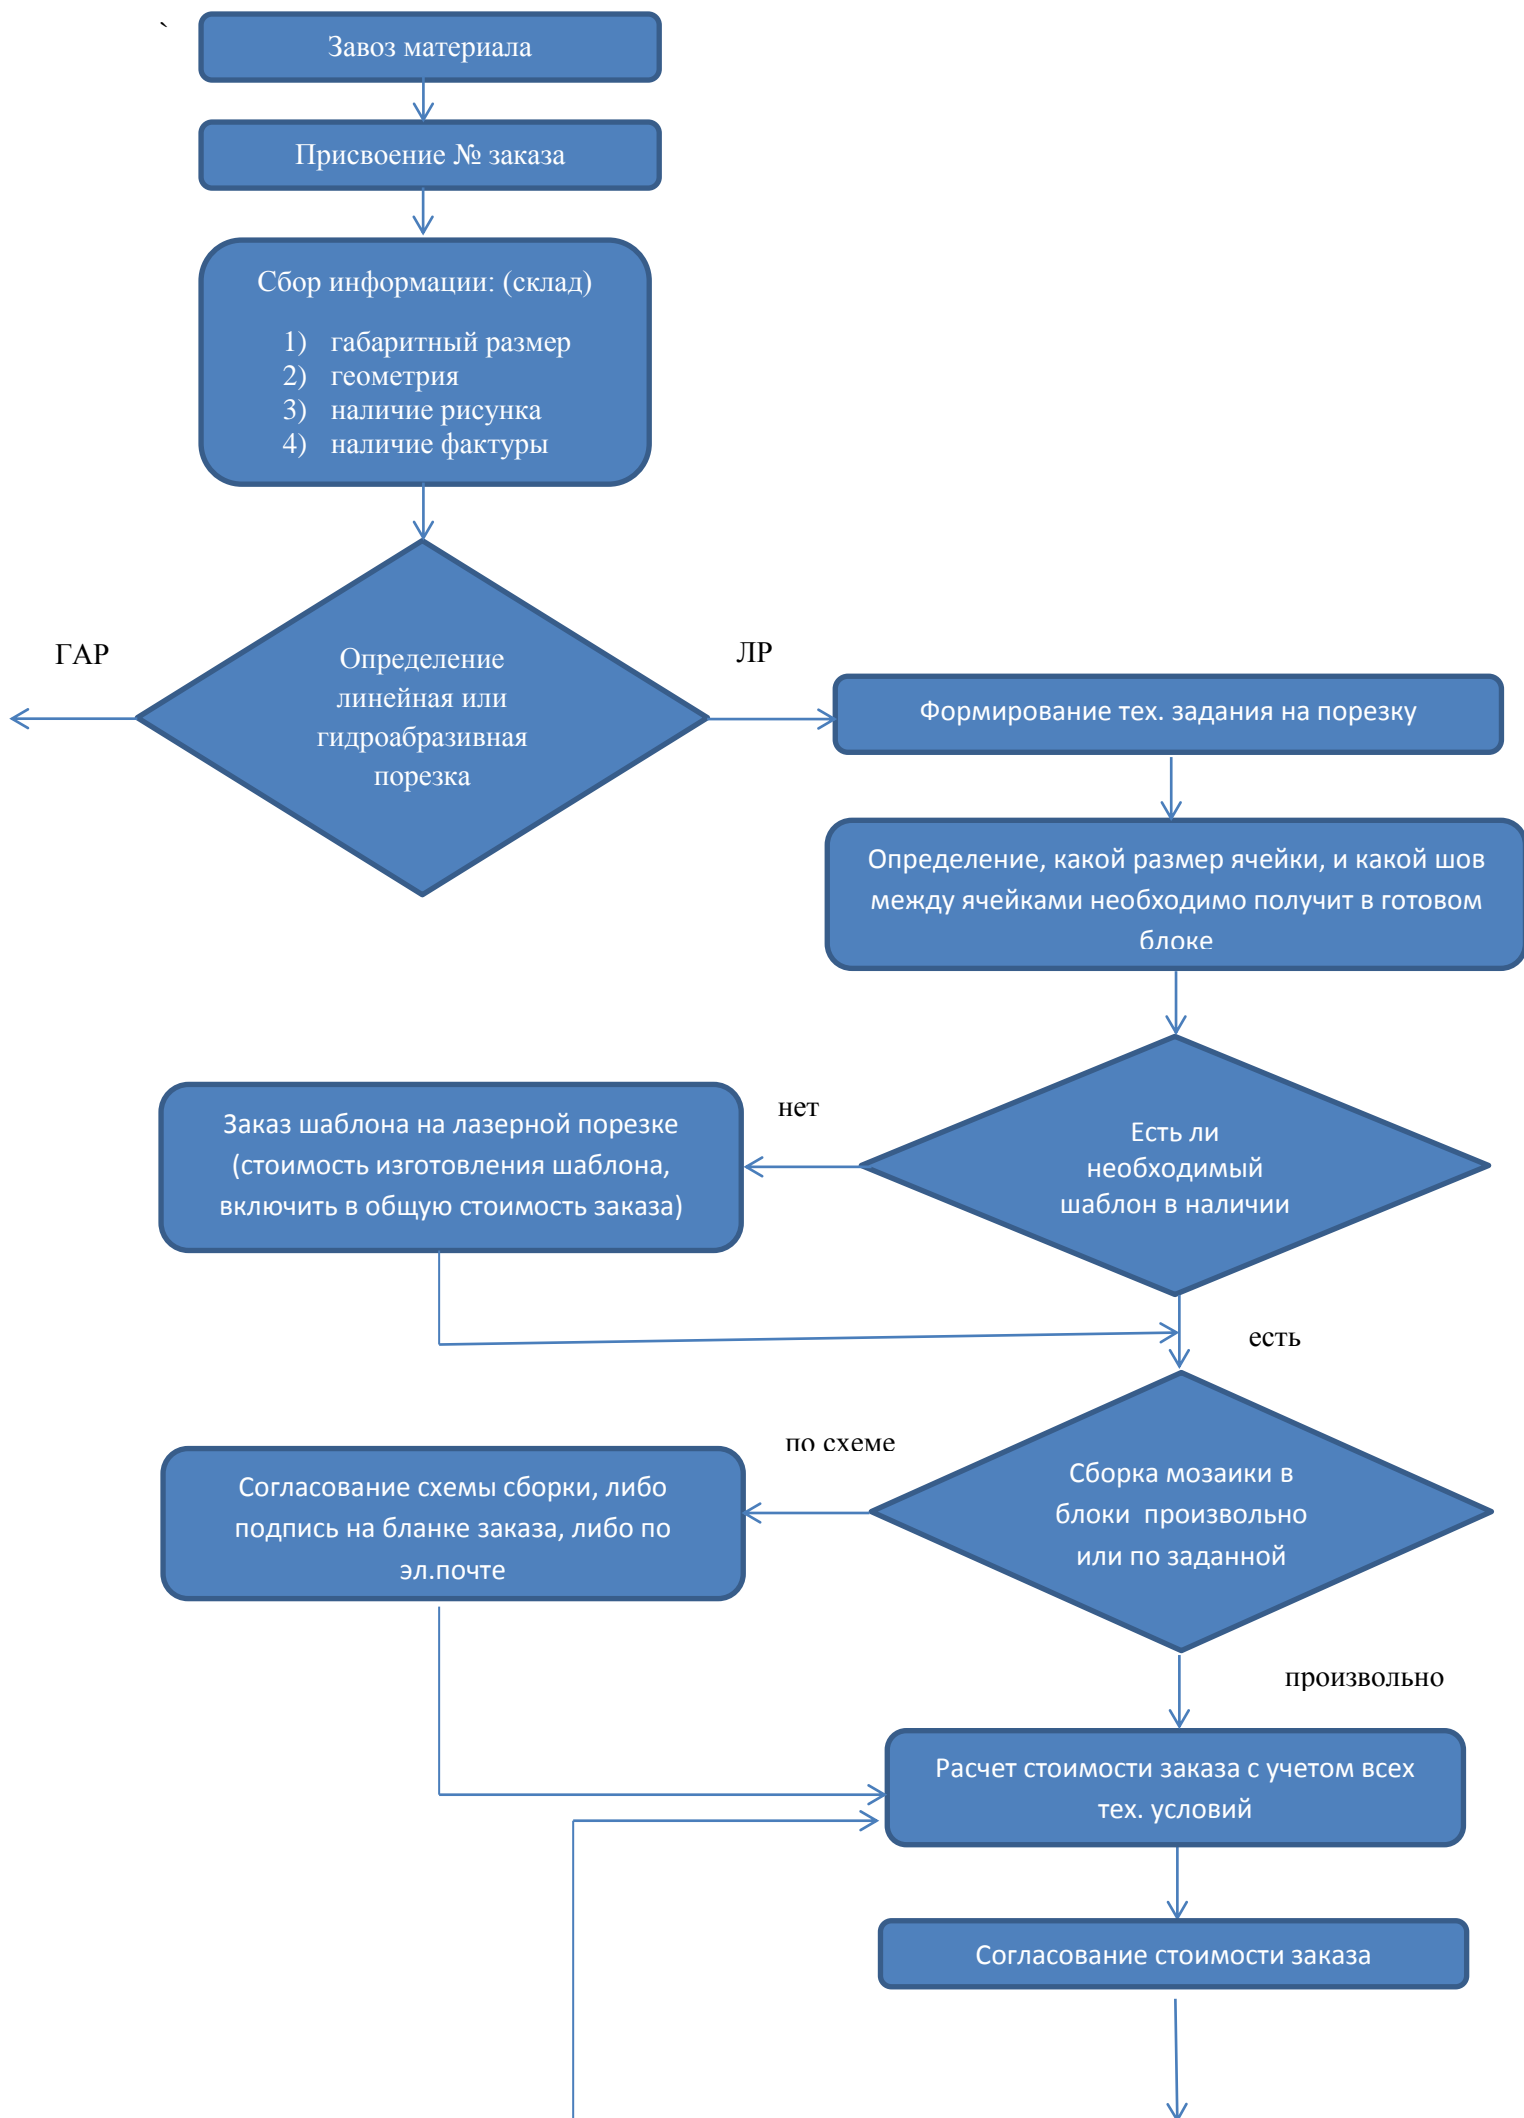 `
Завоз материала
Присвоение № заказа
Сбор информации: (склад)
1) габаритный размер
2) геометрия
3) наличие рисунка
4) наличие фактуры
ГАР
Определение
линейная или
гидроабразивная
порезка
ЛР
Формирование тех. задания на порезку
Определение, какой размер ячейки, и какой шов
между ячейками необходимо получит в готовом
блоке
Есть ли
необходимый
шаблон в наличии
нет
Заказ шаблона на лазерной порезке
(стоимость изготовления шаблона,
включить в общую стоимость заказа)
есть
Сборка мозаики в
блоки произвольно
или по заданной
по схеме
Согласование схемы сборки, либо
подпись на бланке заказа, либо по
эл.почте
произвольно
Расчет стоимости заказа с учетом всех
тех. условий
Согласование стоимости заказа